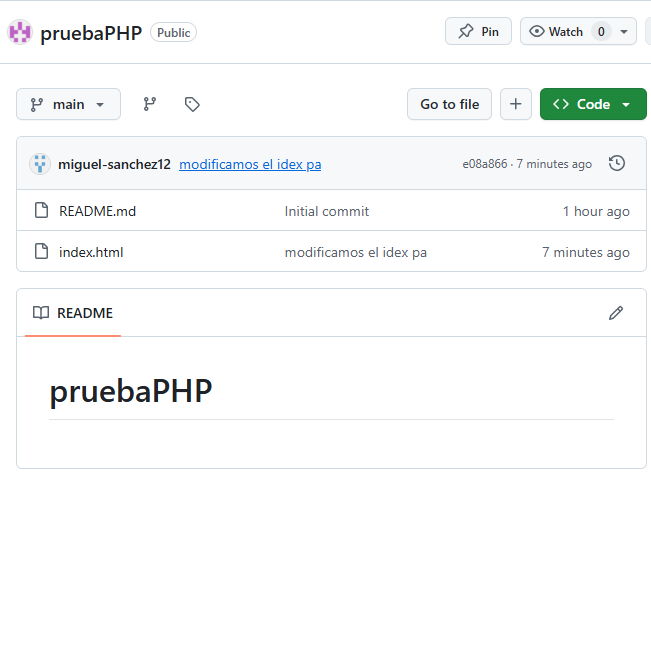 pruebaPHP Public Pin Watch 0
main Go to file Code
miguel-sanchez12 modificamos el idex pa e08a866 · 7 minutes ago
README.md Initial commit 1 hour ago
index.html modificamos el idex pa 7 minutes ago
README
pruebaPHP